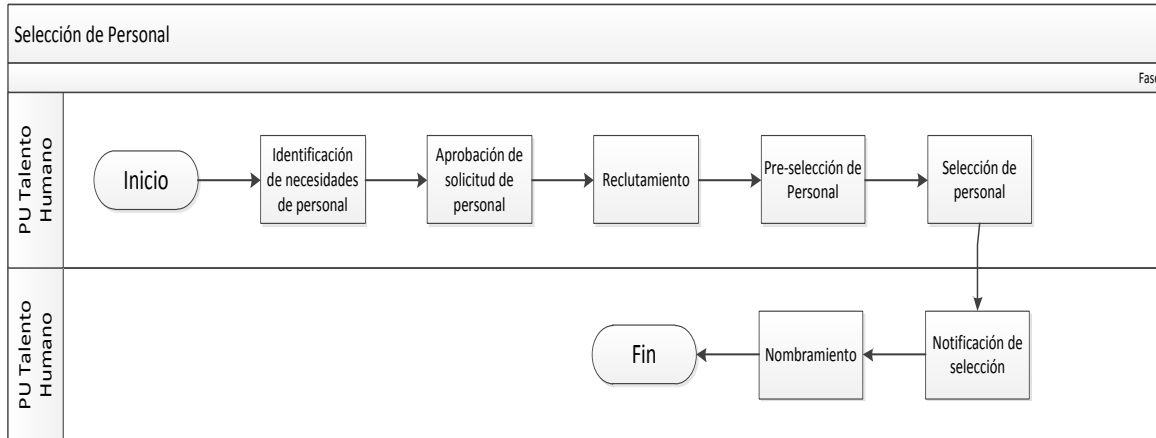 Selección de Personal
Fase
PU Talento
Humano
Inicio
Identificación
de necesidades
de personal
Aprobación de
solicitud de
personal
Reclutamiento
Pre-selección de
Personal
Selección de
personal
PU Talento
Humano
Fin
Nombramiento
Notificación de
selección